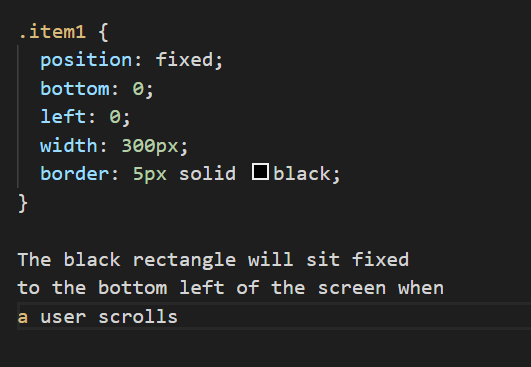 .item1 {
  position: fixed;
  bottom: 0;
  left: 0;
  width: 300px;
  border: 5px solid black;
}

The black rectangle will sit fixed
to the bottom left of the screen when
a user scrolls